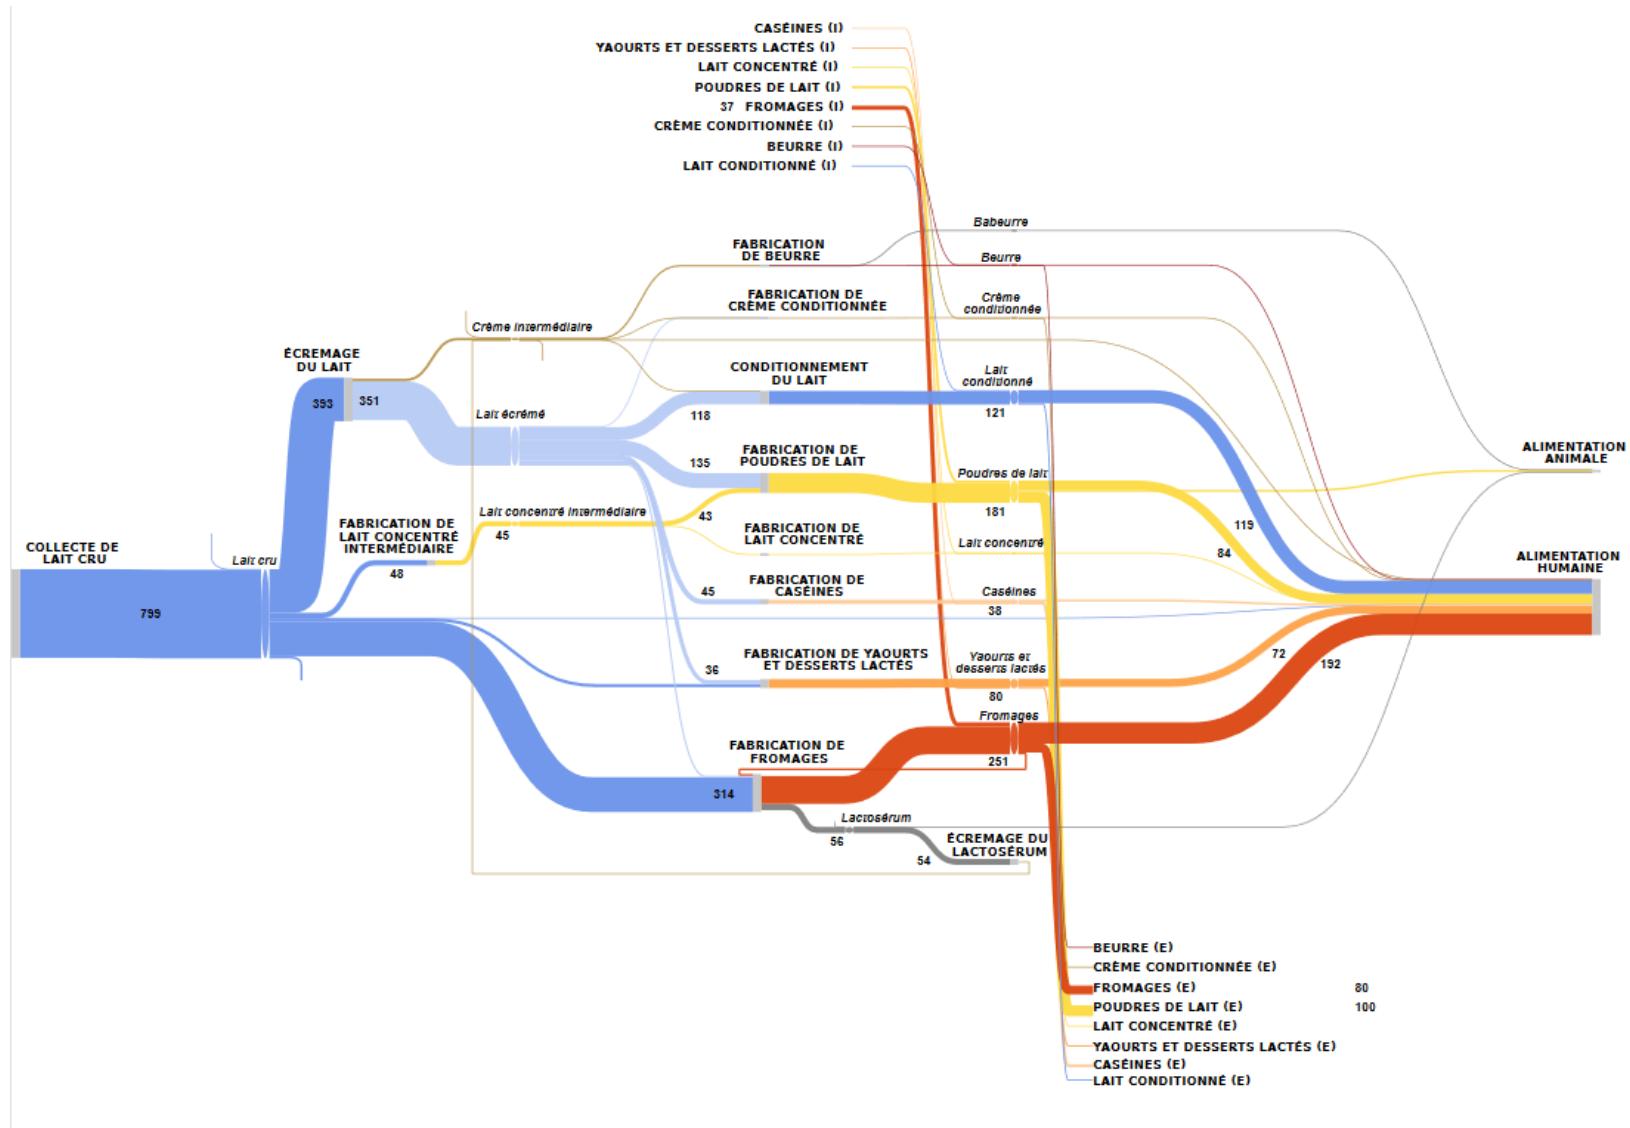 CASÉINES (I)
YAOURTS ET DESSERTS LACTÉS (I)
LAIT CONCENTRÉ (I)
POUDRES DE LAIT (I)
37 FROMAGES (I)
CRÈME CONDITIONNÉE (I)
BEURRE (I)
LAIT CONDITIONNÉ (I)
Babeurre
FABRICATION
DE BEURRE
Beurre
FABRICATION DE
CRÈME CONDITIONNÉE
Crème
conditionnée
Crème intermédiaire
ÉCREMAGE
DU LAIT
393
351
CONDITIONNEMENT
DU LAIT
Lait
conditionné
Lait écrémé
118
121
FABRICATION DE
POUDRES DE LAIT
135
Poudres de lait
181
ALIMENTATION
ANIMALE
Lait concentré intermédiaire
45
43
FABRICATION DE
LAIT CONCENTRÉ
INTERMÉDIAIRE
48
FABRICATION DE
LAIT CONCENTRÉ
Lait concentré
119
84
COLLECTE DE
LAIT CRU
Lait cru
799
ALIMENTATION
HUMAINE
FABRICATION DE
CASÉINES
45
Caséines
38
FABRICATION DE YAOURTS
ET DESSERTS LACTÉS
36
Yaourts et
desserts lactés
80
72
192
Fromages
251
FABRICATION DE
FROMAGES
314
Lactosérum
56
54
ÉCREMAGE DU
LACTOSÉRUM
BEURRE (E)
CRÈME CONDITIONNÉE (E)
FROMAGES (E) 80
POUDRES DE LAIT (E) 100
LAIT CONCENTRÉ (E)
YAOURTS ET DESSERTS LACTÉS (E)
CASÉINES (E)
LAIT CONDITIONNÉ (E)